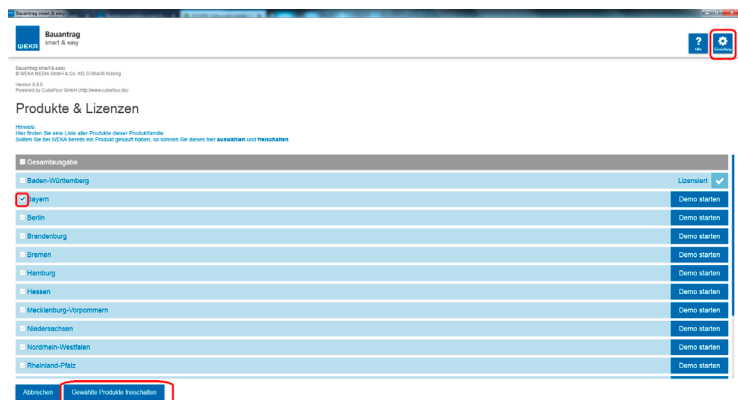 Bauantrag smart & easy
WEKA
Bauantrag
smart & easy
?
Hilfe
Einstellung
Bauantrag smart & easy
© WEKA MEDIA GmbH & Co. KG, D-86438 Kissing
Version 0.9.6
Powered by CubeFour GmbH (http://www.cubefour.de)
Produkte & Lizenzen
Hinweis:
Hier finden Sie eine Liste aller Produkte dieser Produktfamilie.
Sollten Sie bei WEKA bereits ein Produkt gekauft haben, so können Sie dieses hier auswählen und freischalten.
Gesamtausgabe
Baden-Württemberg Lizensiert
Bayern Demo starten
Berlin Demo starten
Brandenburg Demo starten
Bremen Demo starten
Hamburg Demo starten
Hessen Demo starten
Mecklenburg-Vorpommern Demo starten
Niedersachsen Demo starten
Nordrhein-Westfalen Demo starten
Rheinland-Pfalz Demo starten
Abbrechen Gewählte Produkte freischalten